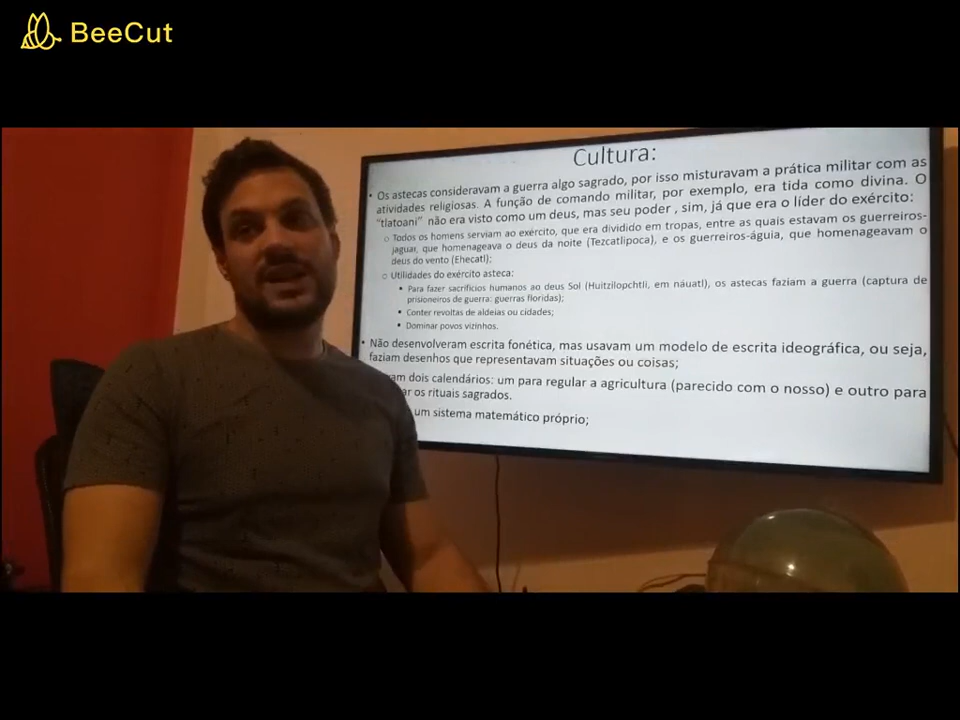 BeeCut
Cultura:
• Os astecas consideravam a guerra algo sagrado, por isso misturavam a prática militar com as
atividades religiosas. A função de comando militar, por exemplo, era tida como divina. O
"tlatoani" não era visto como um deus, mas seu poder , sim, já que era o líder do exército:
○ Todos os homens serviam ao exército, que era dividido em tropas, entre as quais estavam os guerreiros-
jaguar, que homenageava o deus da noite (Tezcatlipoca), e os guerreiros-águia, que homenageavam o
deus do vento (Ehecatl);
○ Utilidades do exército asteca:
▪ Para fazer sacrifícios humanos ao deus Sol (Huitzilopchtli, em náuatl), os astecas faziam a guerra (captura de
prisioneiros de guerra: guerras floridas);
▪ Conter revoltas de aldeias ou cidades;
▪ Dominar povos vizinhos.
• Não desenvolveram escrita fonética, mas usavam um modelo de escrita ideográfica, ou seja,
faziam desenhos que representavam situações ou coisas;
am dois calendários: um para regular a agricultura (parecido com o nosso) e outro para
ar os rituais sagrados.
um sistema matemático próprio;